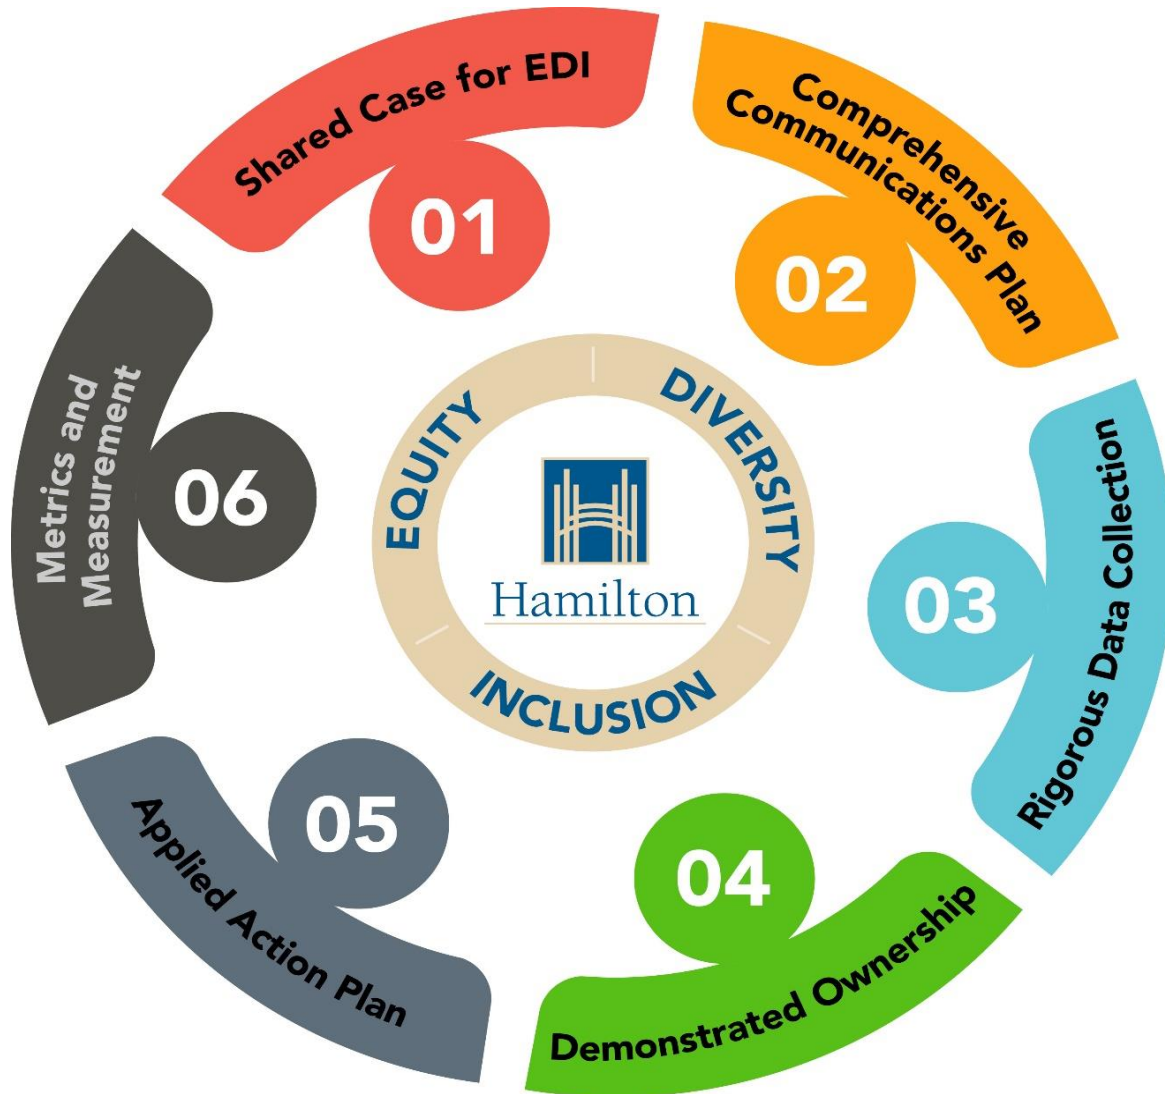 Shared Case for EDI
01
Comprehensive
Communications Plan
02
Rigorous Data Collection
03
Demonstrated Ownership
04
Applied Action Plan
05
Metrics and
Measurement
06
EQUITY
DIVERSITY
INCLUSION
Hamilton